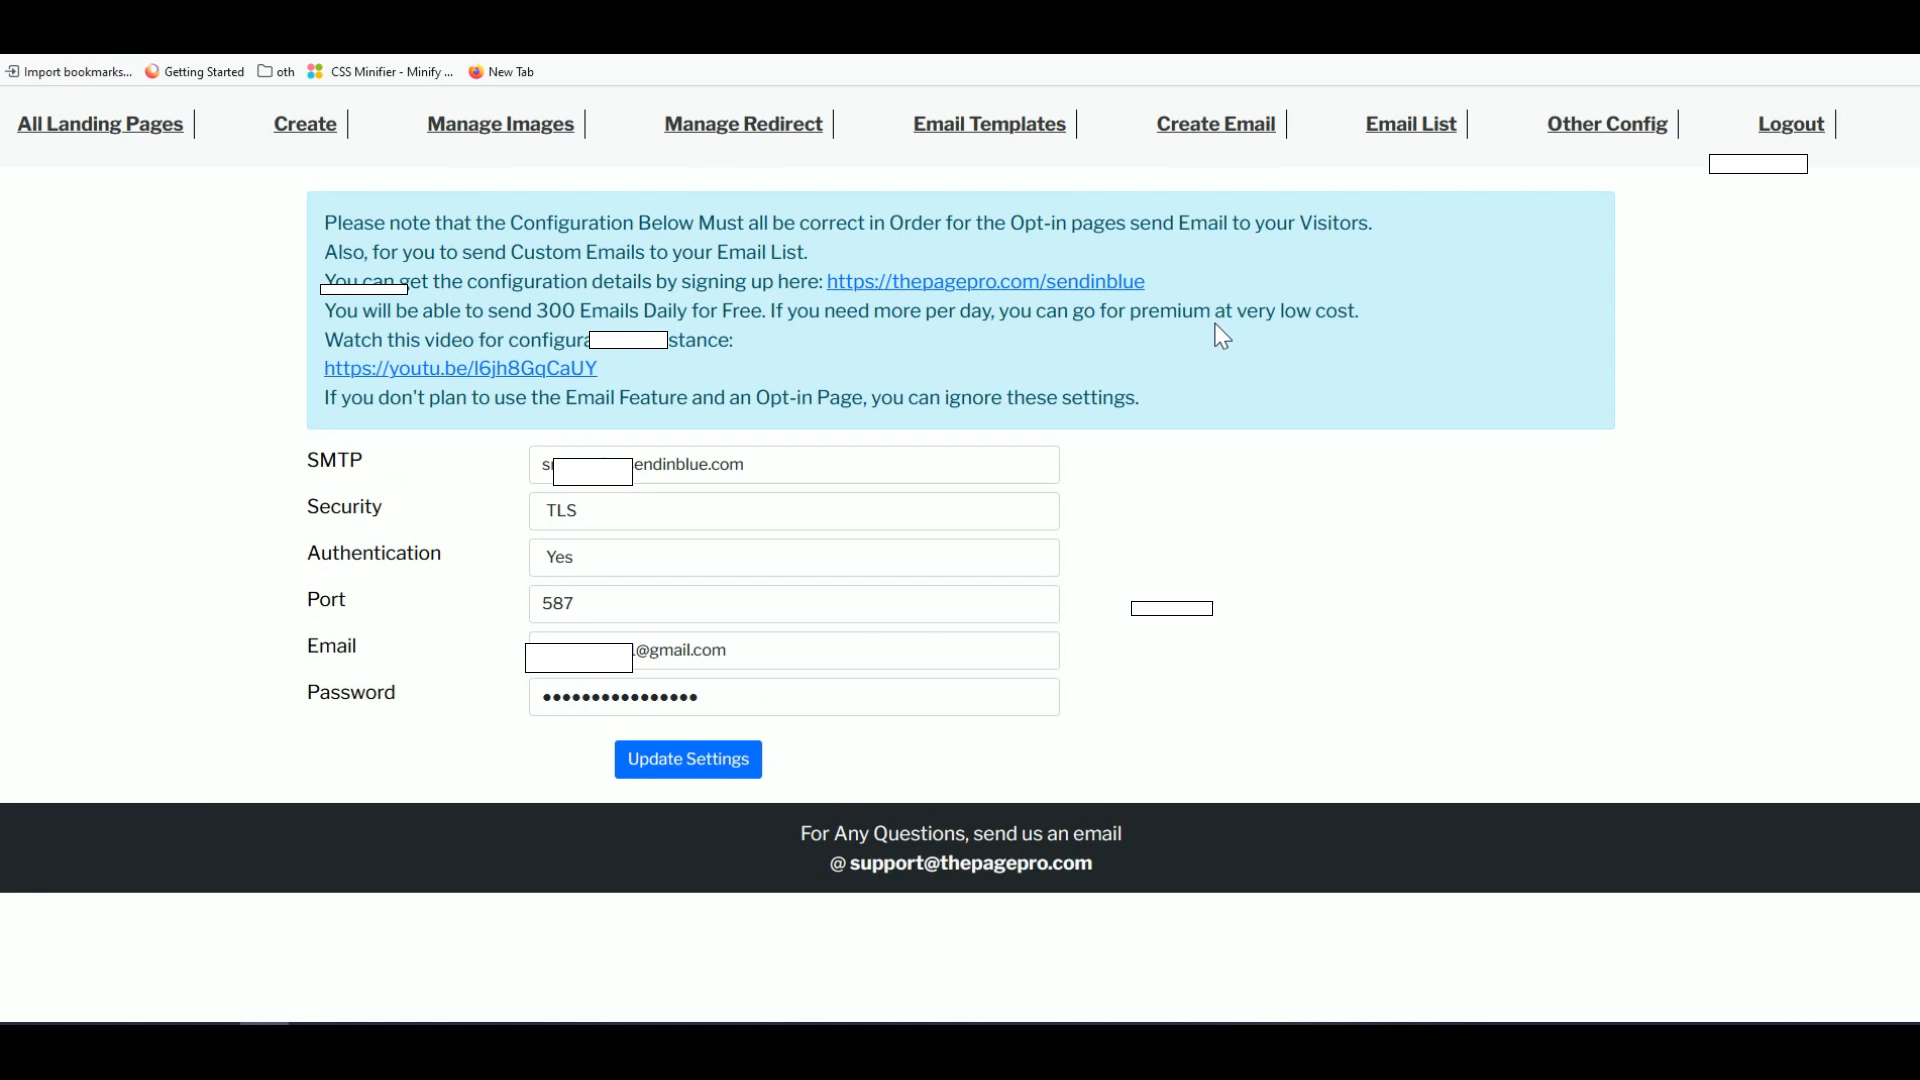 Import bookmarks... Getting Started oth CSS Minifier - Minify ... New Tab
All Landing Pages Create Manage Images Manage Redirect Email Templates Create Email Email List Other Config Logout
Please note that the Configuration Below Must all be correct in Order for the Opt-in pages send Email to your Visitors.
Also, for you to send Custom Emails to your Email List.
You can get the configuration details by signing up here: https://thepagepro.com/sendinblue
You will be able to send 300 Emails Daily for Free. If you need more per day, you can go for premium at very low cost.
Watch this video for
https://youtu.be/l6jh8GqCaUY
If you don't plan to use the Email Feature and an Opt-in Page, you can ignore these settings.
SMTP endinblue.com
Security TLS
Authentication Yes
Port 587
Email @gmail.com
Password ••••••••••••••••
Update Settings
For Any Questions, send us an email
@ support@thepagepro.com